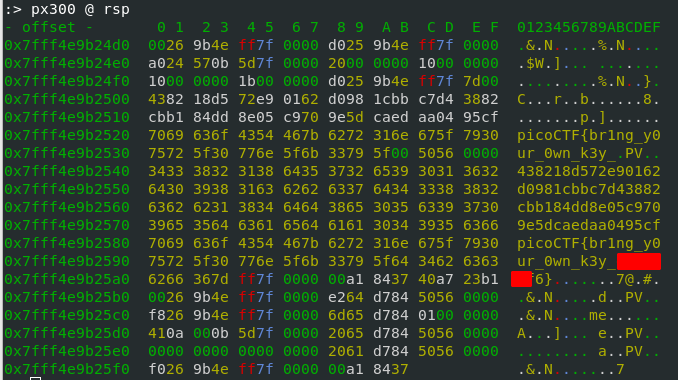 :> px300 @ rsp
- offset -   0 1  2 3  4 5  6 7  8 9  A B  C D  E F  0123456789ABCDEF
0x7fff4e9b24d0  0026 9b4e ff7f 0000 d025 9b4e ff7f 0000  .&.N.....%.N....
0x7fff4e9b24e0  a024 570b 5d7f 0000 2000 0000 1000 0000  .$W.]... .......
0x7fff4e9b24f0  1000 0000 1b00 0000 d025 9b4e ff7f 7d00  .........%.N..}.
0x7fff4e9b2500  4382 18d5 72e9 0162 d098 1cbb c7d4 3882  C...r..b......8.
0x7fff4e9b2510  cbb1 84dd 8e05 c970 9e5d caed aa04 95cf  .......p.]......
0x7fff4e9b2520  7069 636f 4354 467b 6272 316e 675f 7930  picoCTF{br1ng_y0
0x7fff4e9b2530  7572 5f30 776e 5f6b 3379 5f00 5056 0000  ur_0wn_k3y_.PV..
0x7fff4e9b2540  3433 3832 3138 6435 3732 6539 3031 3632  438218d572e90162
0x7fff4e9b2550  6430 3938 3163 6262 6337 6434 3338 3832  d0981cbbc7d43882
0x7fff4e9b2560  6362 6231 3834 6464 3865 3035 6339 3730  cbb184dd8e05c970
0x7fff4e9b2570  3965 3564 6361 6564 6161 3034 3935 6366  9e5dcaedaa0495cf
0x7fff4e9b2580  7069 636f 4354 467b 6272 316e 675f 7930  picoCTF{br1ng_y0
0x7fff4e9b2590  7572 5f30 776e 5f6b 3379 5f64 3462 6363  ur_0wn_k3y_
0x7fff4e9b25a0  6266 367d ff7f 0000 00a1 8437 40a7 23b1  f6}......7@.#.
0x7fff4e9b25b0  0026 9b4e ff7f 0000 e264 d784 5056 0000  .&.N.....d..PV..
0x7fff4e9b25c0  f826 9b4e ff7f 0000 6d65 d784 0100 0000  .&.N....me......
0x7fff4e9b25d0  410a 000b 5d7f 0000 2065 d784 5056 0000  A...]... e..PV..
0x7fff4e9b25e0  0000 0000 0000 0000 2061 d784 5056 0000  ........ a..PV..
0x7fff4e9b25f0  f026 9b4e ff7f 0000 00a1 8437  .&.N.......7